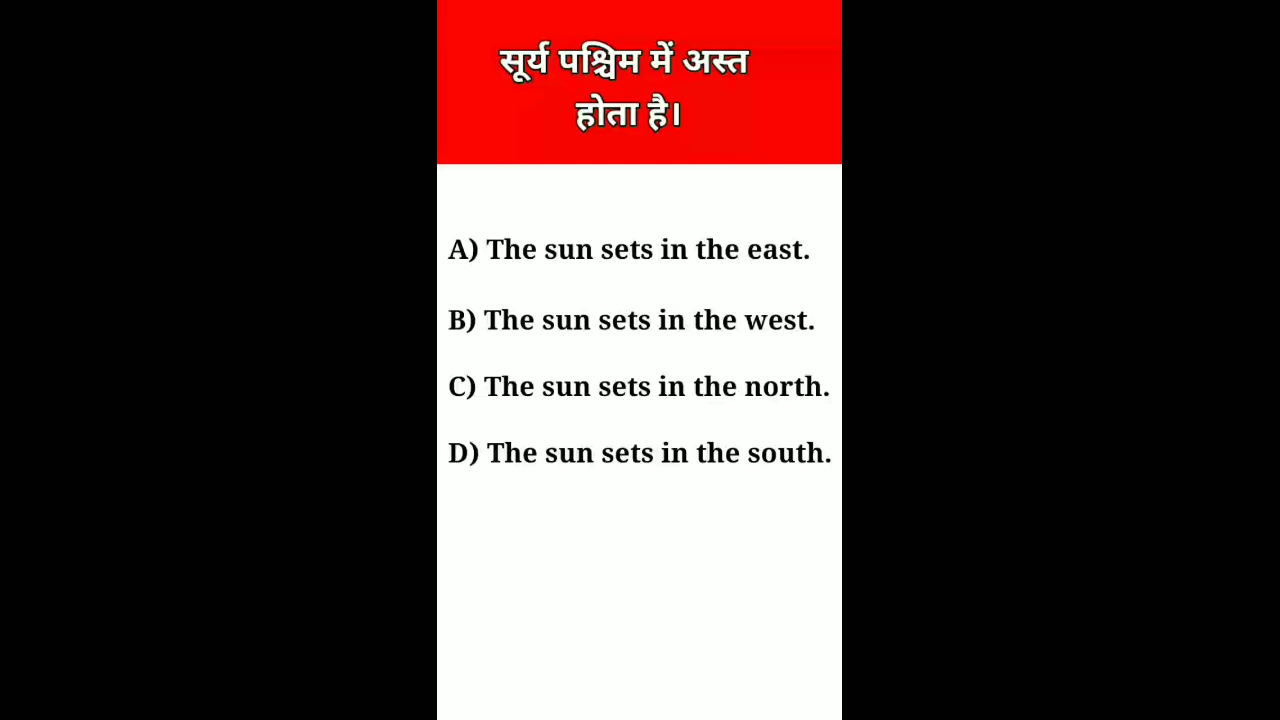 सूर्य पश्चिम में अस्त
होता है।
A) The sun sets in the east.
B) The sun sets in the west.
C) The sun sets in the north.
D) The sun sets in the south.